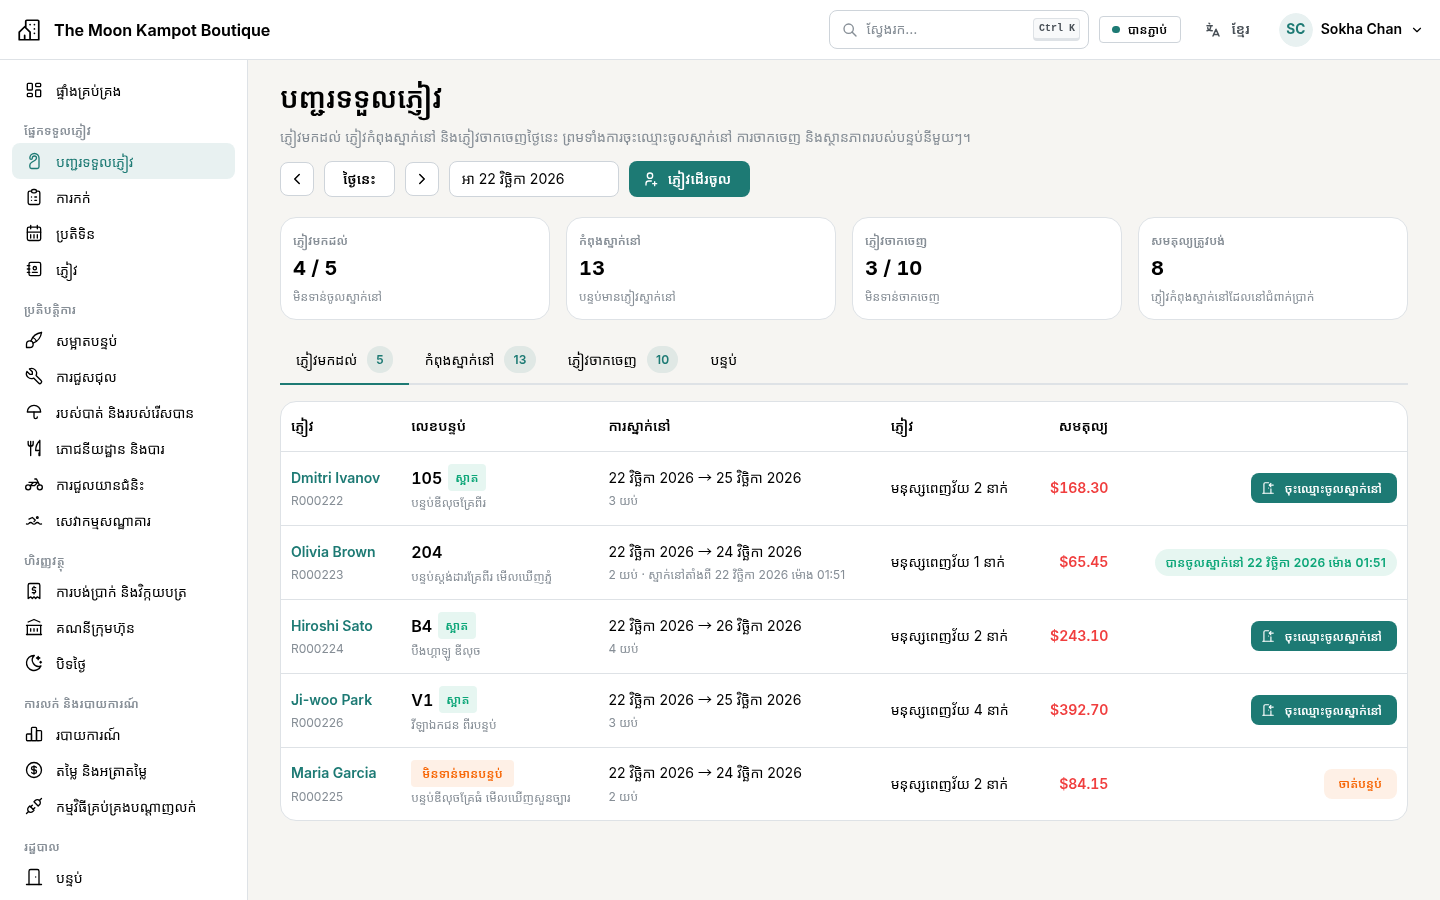 The Moon Kampot Boutique
ស្វែងរក...
Ctrl K
បានភ្ជាប់
ខ្មែរ
SC
Sokha Chan
ផ្ទាំងគ្រប់គ្រង
ផ្នែកទទួលភ្ញៀវ
បញ្ជរទទួលភ្ញៀវ
ការកក់
ប្រតិទិន
ភ្ញៀវ
ប្រតិបត្តិការ
សម្អាតបន្ទប់
ការជួសជុល
របស់បាត់ និងរបស់រើសបាន
ភោជនីយដ្ឋាន និងបារ
ការជួលយានជំនិះ
សេវាកម្មសណ្ឋាគារ
ហិរញ្ញវត្ថុ
ការបង់ប្រាក់ និងវិក្កយបត្រ
គណនីក្រុមហ៊ុន
បិទថ្ងៃ
ការលក់ និងរបាយការណ៍
របាយការណ៍
តម្លៃ និងអត្រាតម្លៃ
កម្មវិធីគ្រប់គ្រងបណ្តាញលក់
រដ្ឋបាល
បន្ទប់
បញ្ជរទទួលភ្ញៀវ
ភ្ញៀវមកដល់ ភ្ញៀវកំពុងស្នាក់នៅ និងភ្ញៀវចាកចេញថ្ងៃនេះ ព្រមទាំងការចុះឈ្មោះចូលស្នាក់នៅ ការចាកចេញ និងស្ថានភាពរបស់បន្ទប់នីមួយៗ។
ថ្ងៃនេះ
អា 22 វិច្ឆិកា 2026
ភ្ញៀវដើរចូល
ភ្ញៀវមកដល់
4 / 5
មិនទាន់ចូលស្នាក់នៅ
កំពុងស្នាក់នៅ
13
បន្ទប់មានភ្ញៀវស្នាក់នៅ
ភ្ញៀវចាកចេញ
3 / 10
មិនទាន់ចាកចេញ
សមតុល្យត្រូវបង់
8
ភ្ញៀវកំពុងស្នាក់នៅដែលនៅជំពាក់ប្រាក់
ភ្ញៀវមកដល់ 5
កំពុងស្នាក់នៅ 13
ភ្ញៀវចាកចេញ 10
បន្ទប់
ភ្ញៀវ លេខបន្ទប់ ការស្នាក់នៅ ភ្ញៀវ សមតុល្យ
Dmitri Ivanov 105 ស្អាត 22 វិច្ឆិកា 2026 → 25 វិច្ឆិកា 2026 មនុស្សពេញវ័យ 2 នាក់ $168.30 ចុះឈ្មោះចូលស្នាក់នៅ
R000222 បន្ទប់ឌីលុចគ្រែពីរ 3 យប់
Olivia Brown 204 22 វិច្ឆិកា 2026 → 24 វិច្ឆិកា 2026 មនុស្សពេញវ័យ 1 នាក់ $65.45 បានចូលស្នាក់នៅ 22 វិច្ឆិកា 2026 ម៉ោង 01:51
R000223 បន្ទប់ស្តង់ដារគ្រែពីរ មើលឃើញភ្នំ 2 យប់ · ស្នាក់នៅតាំងពី 22 វិច្ឆិកា 2026 ម៉ោង 01:51
Hiroshi Sato B4 ស្អាត 22 វិច្ឆិកា 2026 → 26 វិច្ឆិកា 2026 មនុស្សពេញវ័យ 2 នាក់ $243.10 ចុះឈ្មោះចូលស្នាក់នៅ
R000224 បឹងហ្គាឡូ ឌីលុច 4 យប់
Ji-woo Park V1 ស្អាត 22 វិច្ឆិកា 2026 → 25 វិច្ឆិកា 2026 មនុស្សពេញវ័យ 4 នាក់ $392.70 ចុះឈ្មោះចូលស្នាក់នៅ
R000226 វីឡាឯកជន ពីរបន្ទប់ 3 យប់
Maria Garcia មិនទាន់មានបន្ទប់ 22 វិច្ឆិកា 2026 → 24 វិច្ឆិកា 2026 មនុស្សពេញវ័យ 2 នាក់ $84.15 ចាត់បន្ទប់
R000225 បន្ទប់ឌីលុចគ្រែធំ មើលឃើញសួនច្បារ 2 យប់